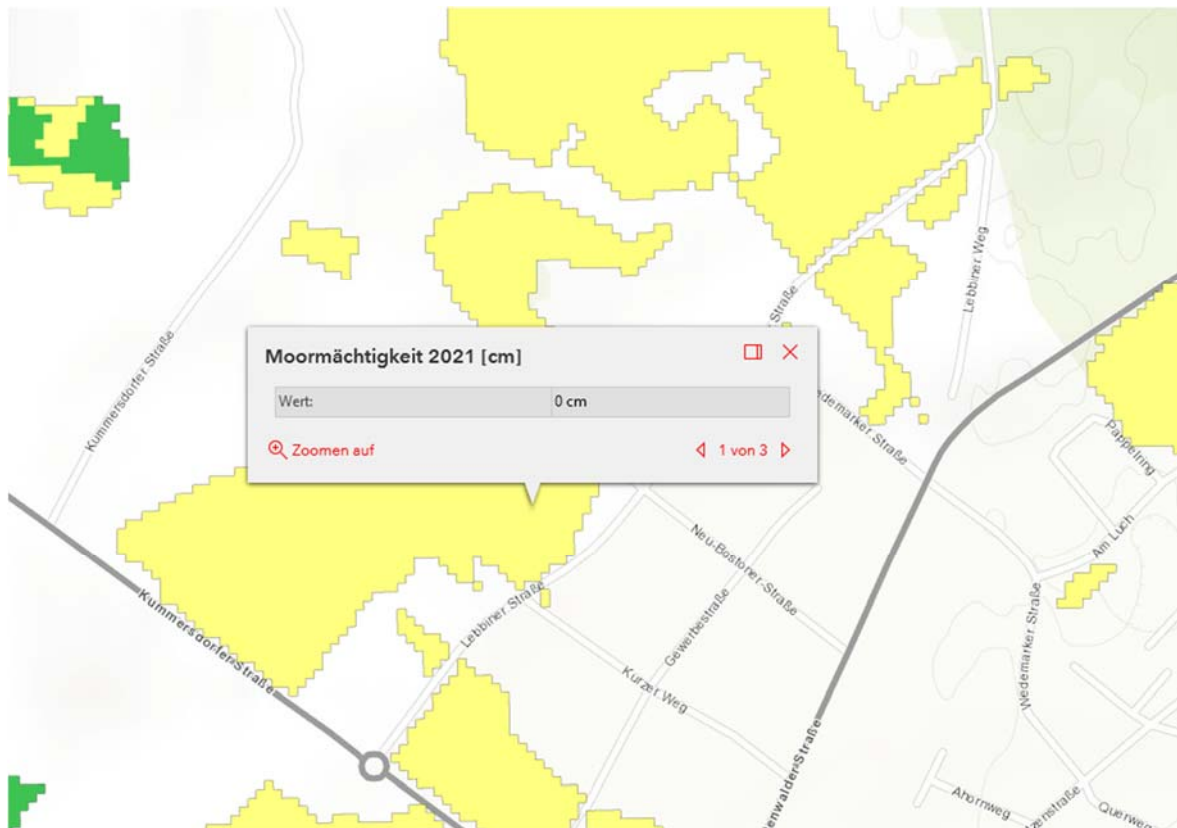 Moormächtigkeit 2021 [cm]
Wert: 0 cm
Zoomen auf
1 von 3
Kummersdorfer Straße
Straße
Lebbiner Weg
Wedemarker Straße
Pappelring
Am Luch
Neu-Bostoner-Straße
Gewerbestraße
Lebbiner Straße
Kummersdorfer-Straße
Kurzer Weg
Wedemarker Straße
Ahornweg
Querweg